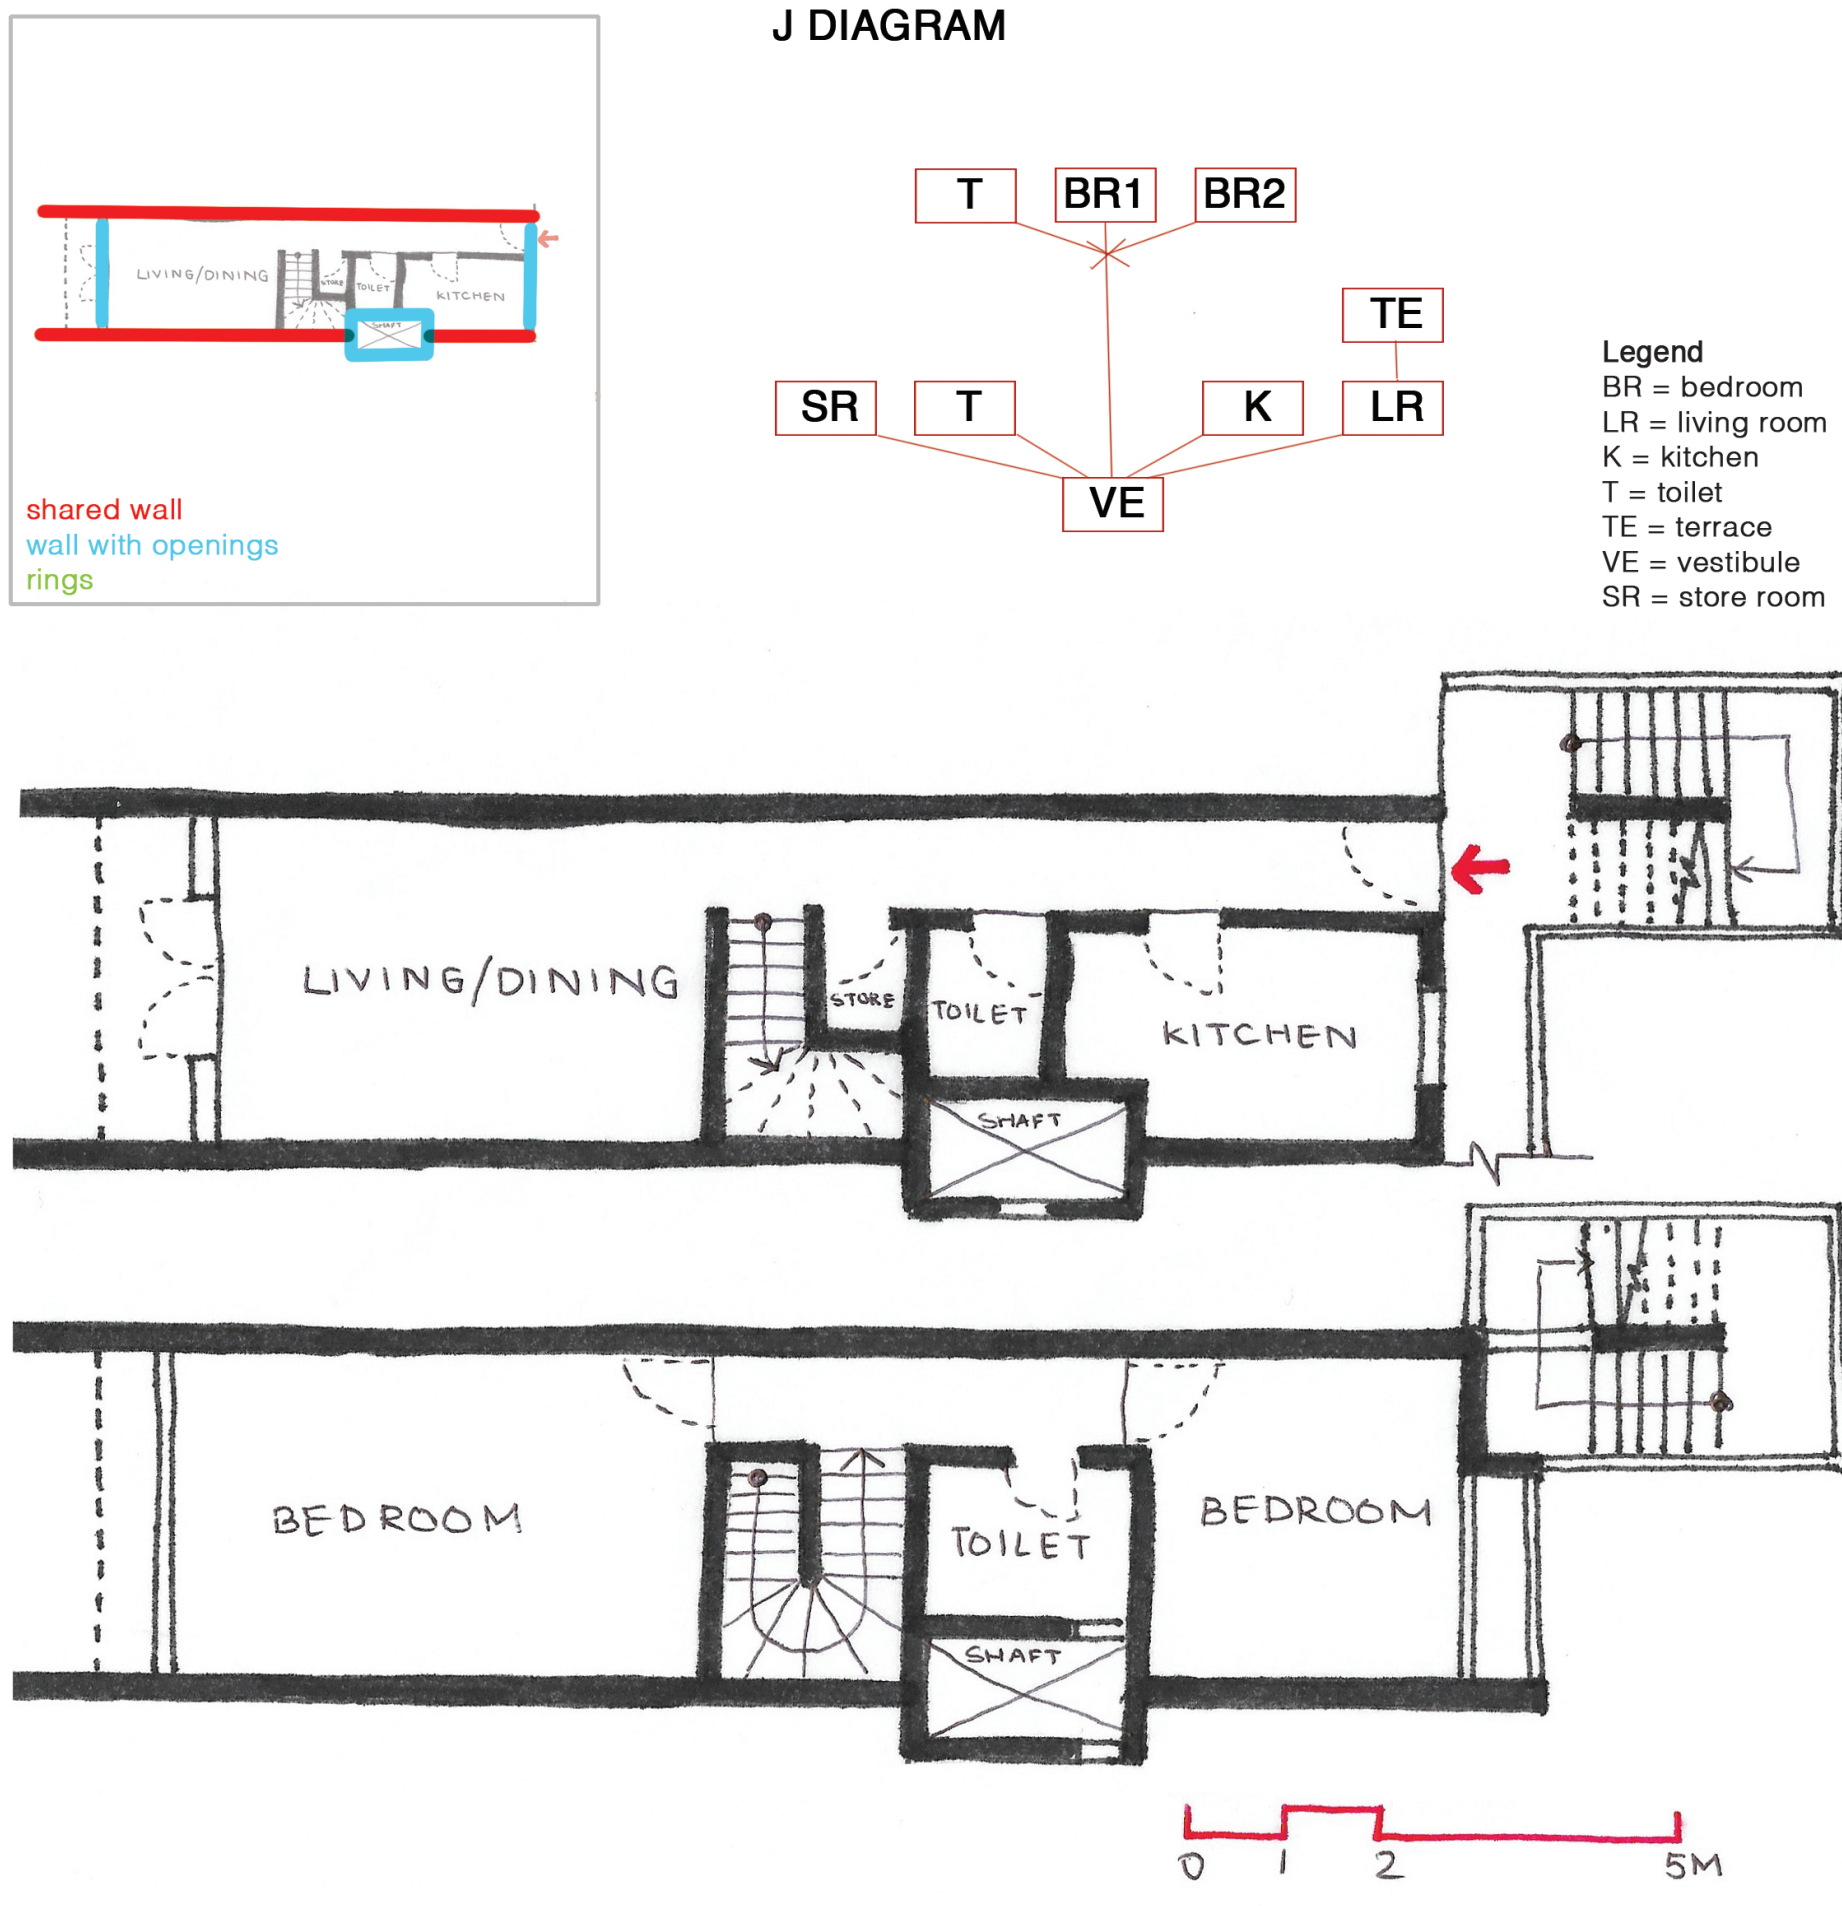 J DIAGRAM
LIVING/DINING
STORE
TOILET
KITCHEN
SHAFT
shared wall
wall with openings
rings
T
BR1
BR2
TE
SR
T
K
LR
VE
Legend
BR = bedroom
LR = living room
K = kitchen
T = toilet
TE = terrace
VE = vestibule
SR = store room
LIVING/DINING
STORE
TOILET
KITCHEN
SHAFT
BEDROOM
TOILET
BEDROOM
SHAFT
0 1 2 5M